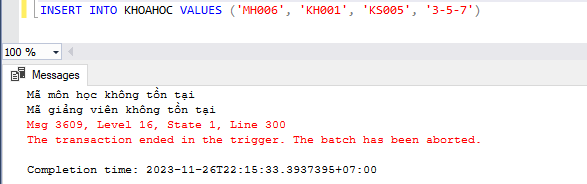 INSERT INTO KHOAHOC VALUES ('MH006', 'KH001', 'KS005', '3-5-7')
100 %
Messages
Mã môn học không tồn tại
Mã giảng viên không tồn tại
Msg 3609, Level 16, State 1, Line 300
The transaction ended in the trigger. The batch has been aborted.
Completion time: 2023-11-26T22:15:33.3937395+07:00